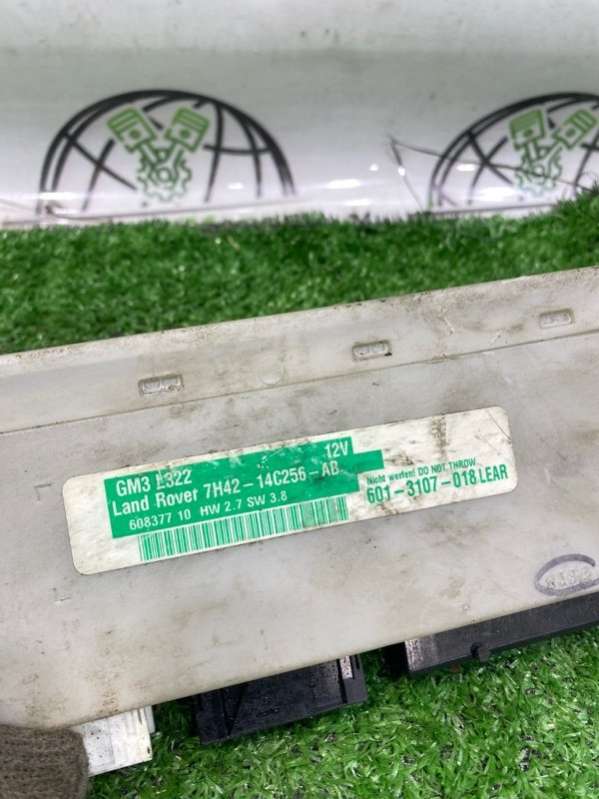 GM3 L322 12V
Land Rover 7H42-14C256-AB
608377 10 HW 2.7 SW 3.8
Nicht werfen! DO NOT THROW
601-3107-018 LEAR